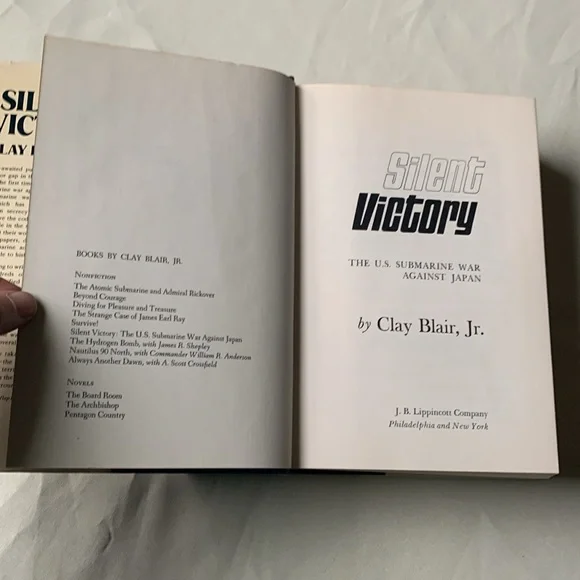 SIL
VICT
CLAY
BOOKS BY CLAY BLAIR, JR.
NONFICTION
The Atomic Submarine and Admiral Rickover
Beyond Courage
Diving for Pleasure and Treasure
The Strange Case of James Earl Ray
Survive!
Silent Victory: The U.S. Submarine War Against Japan
The Hydrogen Bomb, with James R. Shepley
Nautilus 90 North, with Commander William R. Anderson
Always Another Dawn, with A. Scott Crossfield
NOVELS
The Board Room
The Archbishop
Pentagon Country
Silent
Victory
THE U.S. SUBMARINE WAR
AGAINST JAPAN
by Clay Blair, Jr.
J. B. Lippincott Company
Philadelphia and New York